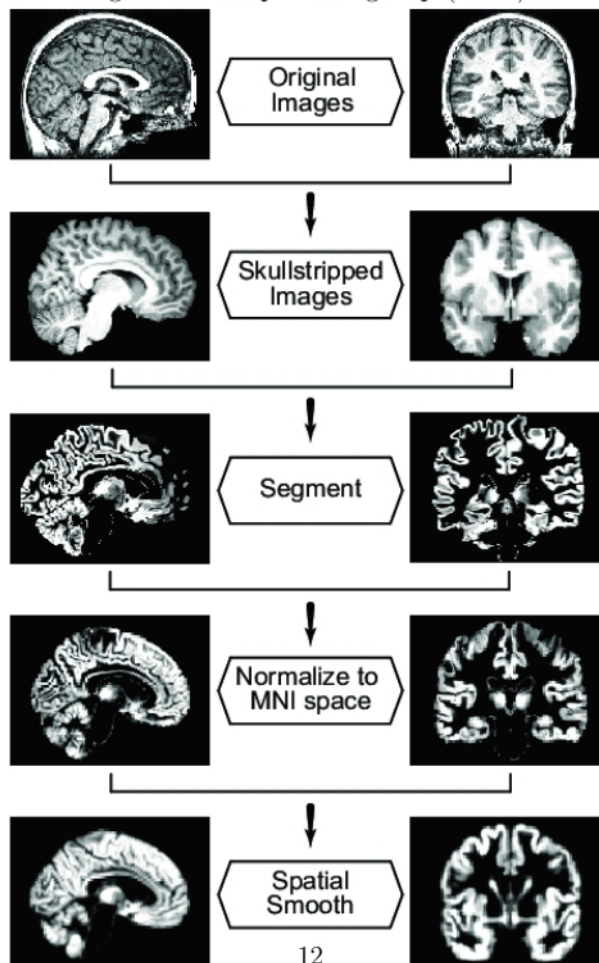 Original
Images
Skullstripped
Images
Segment
Normalize to
MNI space
Spatial
Smooth
12